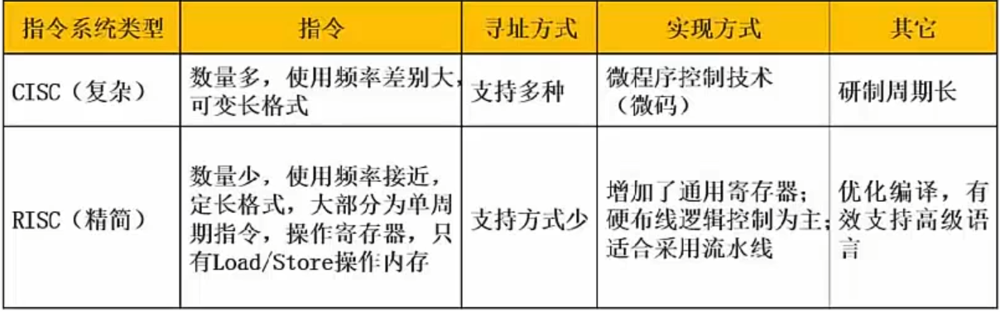 指令系统类型
指令
寻址方式
实现方式
其它
CISC（复杂）
数量多，使用频率差别大，
可变长格式
支持多种
微程序控制技术
（微码）
研制周期长
RISC（精简）
数量少，使用频率接近，
定长格式，大部分为单周
期指令，操作寄存器，只
有Load/Store操作内存
支持方式少
增加了通用寄存器；
硬布线逻辑控制为主；
适合采用流水线
优化编译，有
效支持高级语
言